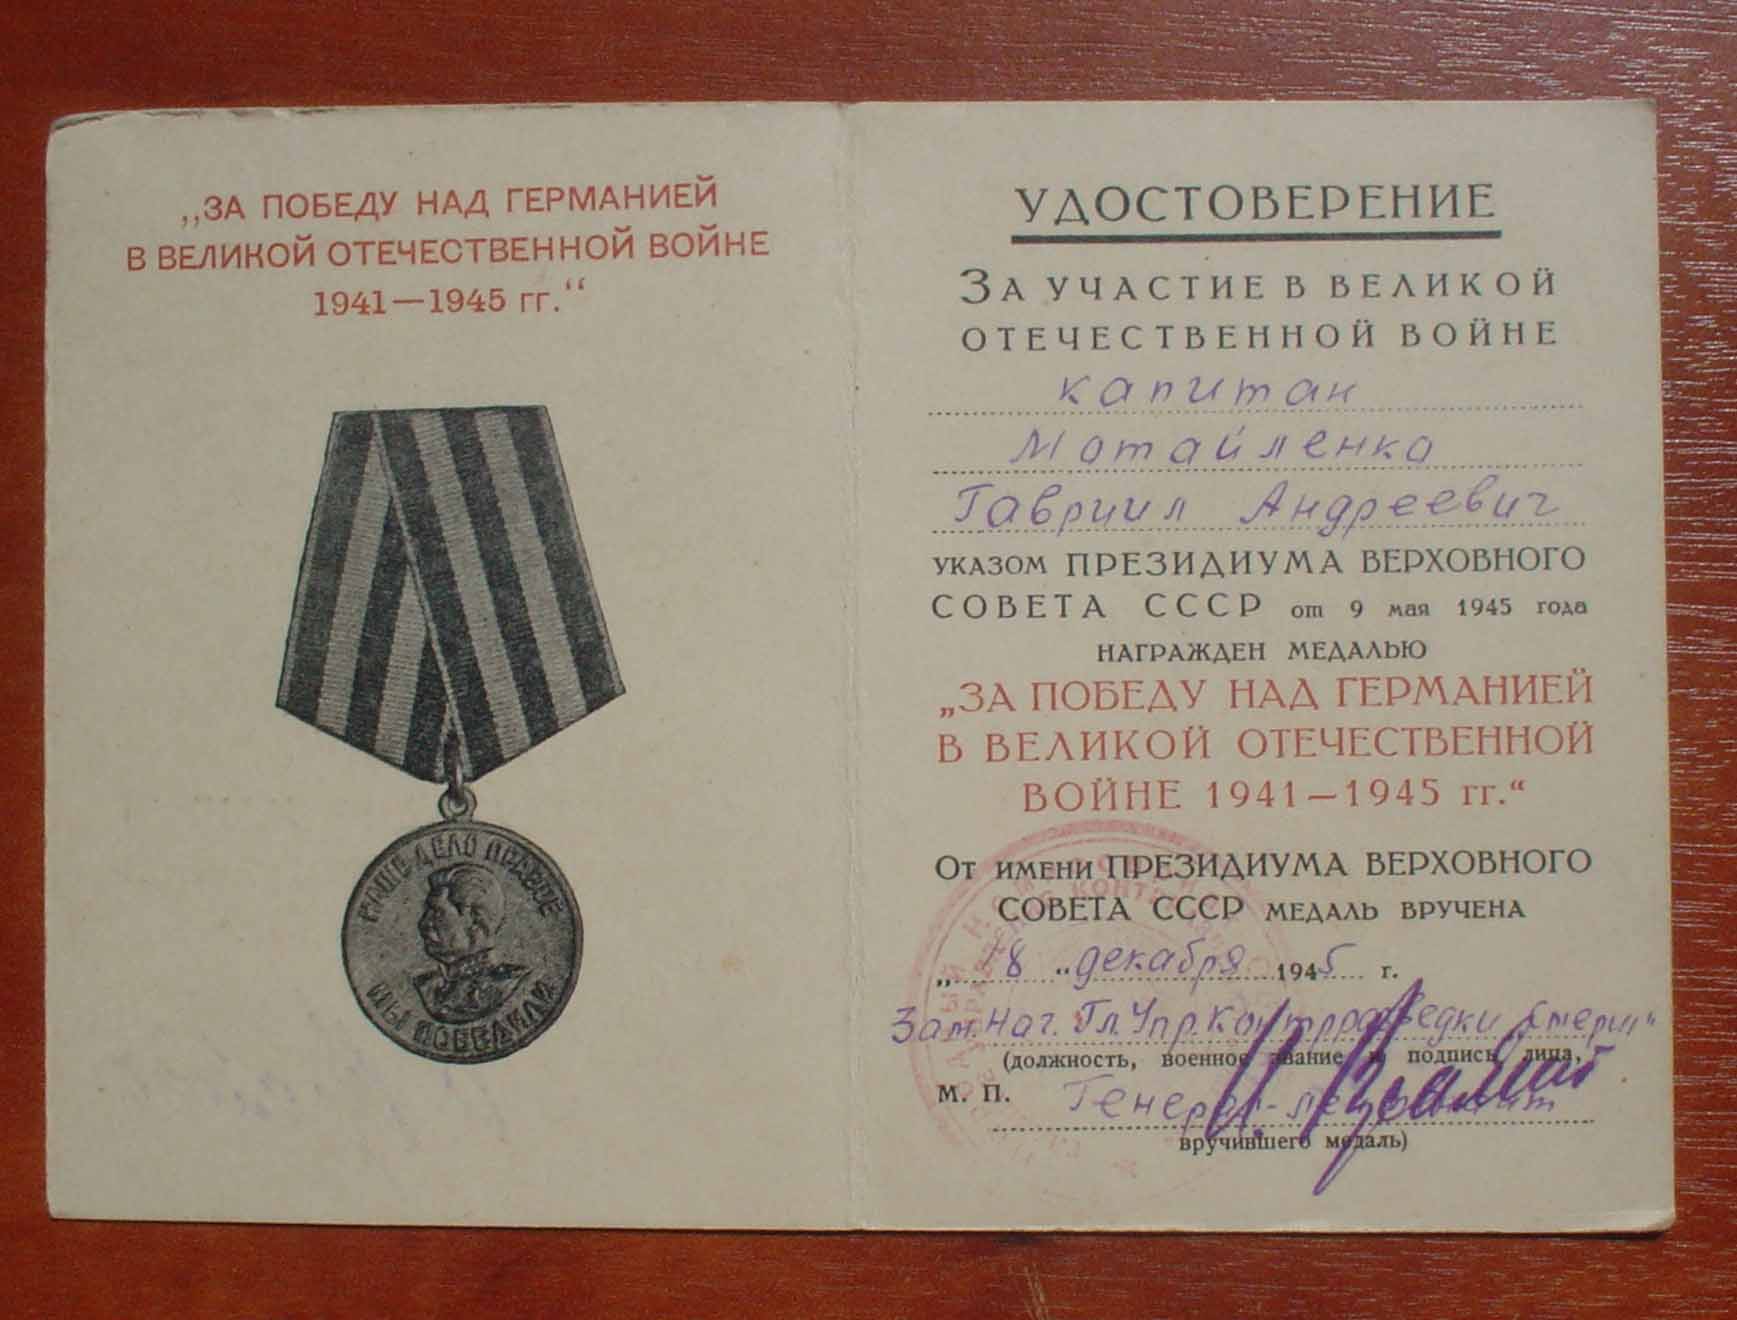 „ЗА ПОБЕДУ НАД ГЕРМАНИЕЙ
В ВЕЛИКОЙ ОТЕЧЕСТВЕННОЙ ВОЙНЕ
1941—1945 гг.“
НАШЕ ДЕЛО ПРАВОЕ
МЫ ПОБЕДИЛИ
УДОСТОВЕРЕНИЕ
ЗА УЧАСТИЕ В ВЕЛИКОЙ
ОТЕЧЕСТВЕННОЙ ВОЙНЕ
капитан
Мотайленко
Гавриил Андреевич
УКАЗОМ ПРЕЗИДИУМА ВЕРХОВНОГО
СОВЕТА СССР от 9 мая 1945 года
НАГРАЖДЕН МЕДАЛЬЮ
„ЗА ПОБЕДУ НАД ГЕРМАНИЕЙ
В ВЕЛИКОЙ ОТЕЧЕСТВЕННОЙ
ВОЙНЕ 1941—1945 гг.“
ОТ ИМЕНИ ПРЕЗИДИУМА ВЕРХОВНОГО
СОВЕТА СССР МЕДАЛЬ ВРУЧЕНА
„18“ декабря 1945 г.
Зам. Нач. Гл. Упр. Контрразведки „Смерш“
(должность, военное звание и подпись лица,
М. П. Генерал-лейтенант
вручившего медаль)